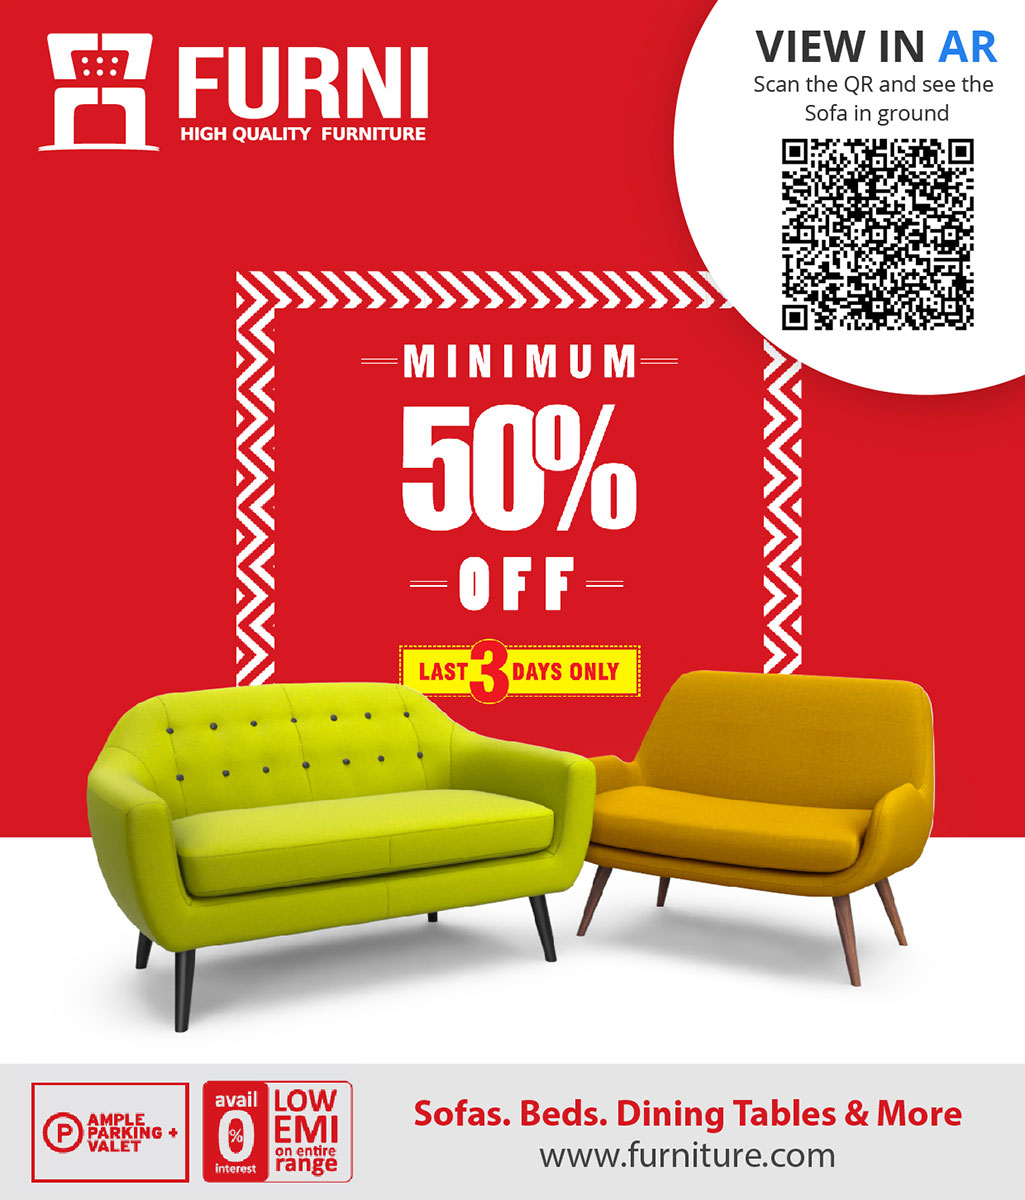 FURNI
HIGH QUALITY FURNITURE
VIEW IN AR
Scan the QR and see the
Sofa in ground
MINIMUM
50%
OFF
LAST 3 DAYS ONLY
P
AMPLE
PARKING +
VALET
avail
0%
interest
LOW
EMI
on entire
range
Sofas. Beds. Dining Tables & More
www.furniture.com